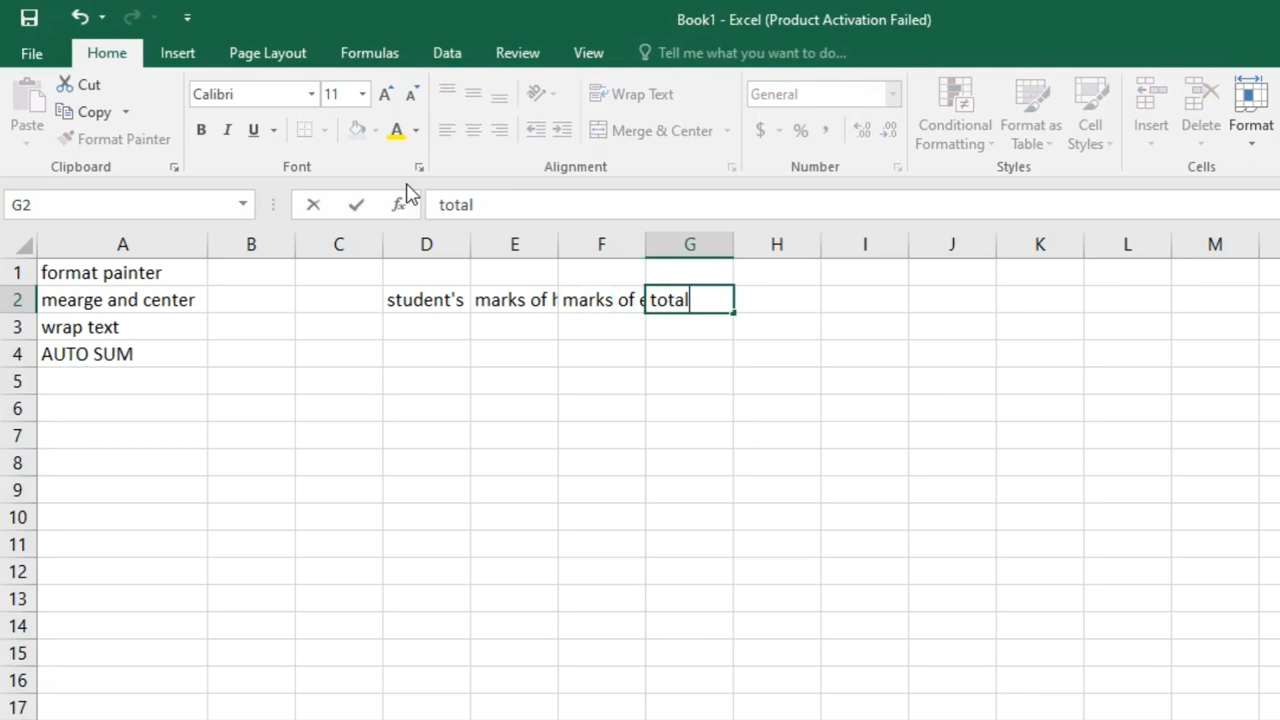 Book1 - Excel (Product Activation Failed)
File Home Insert Page Layout Formulas Data Review View Tell me what you want to do...
Paste
Cut
Copy
Format Painter
Clipboard
Calibri 11 A A
B I U A
Font
Wrap Text
Merge & Center
Alignment
General
$ % , .00 .00
Number
Conditional Formatting
Format as Table
Cell Styles
Styles
Insert Delete Format
Cells
G2 fx total
A B C D E F G H I J K L M
1 format painter
2 mearge and center student's marks of marks of total
3 wrap text
4 AUTO SUM
5
6
7
8
9
10
11
12
13
14
15
16
17